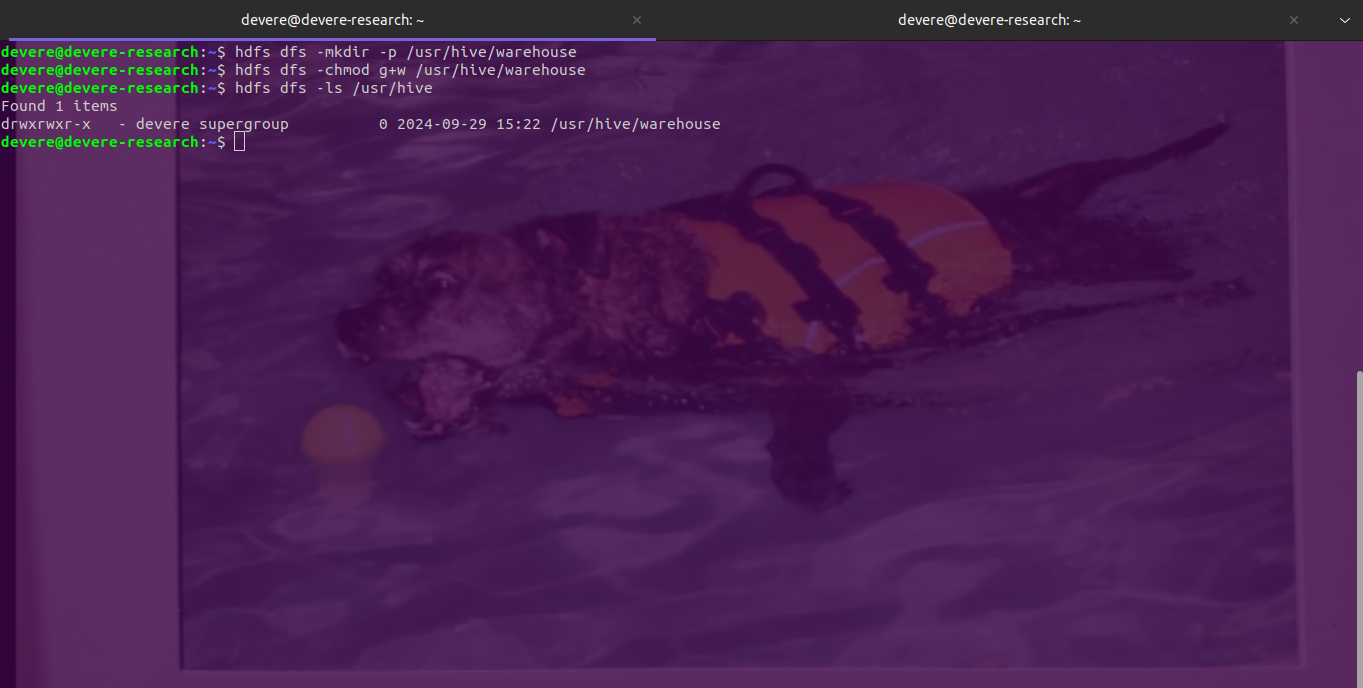 devere@devere-research: ~
devere@devere-research: ~
devere@devere-research:~$ hdfs dfs -mkdir -p /usr/hive/warehouse
devere@devere-research:~$ hdfs dfs -chmod g+w /usr/hive/warehouse
devere@devere-research:~$ hdfs dfs -ls /usr/hive
Found 1 items
drwxrwxr-x   - devere supergroup          0 2024-09-29 15:22 /usr/hive/warehouse
devere@devere-research:~$